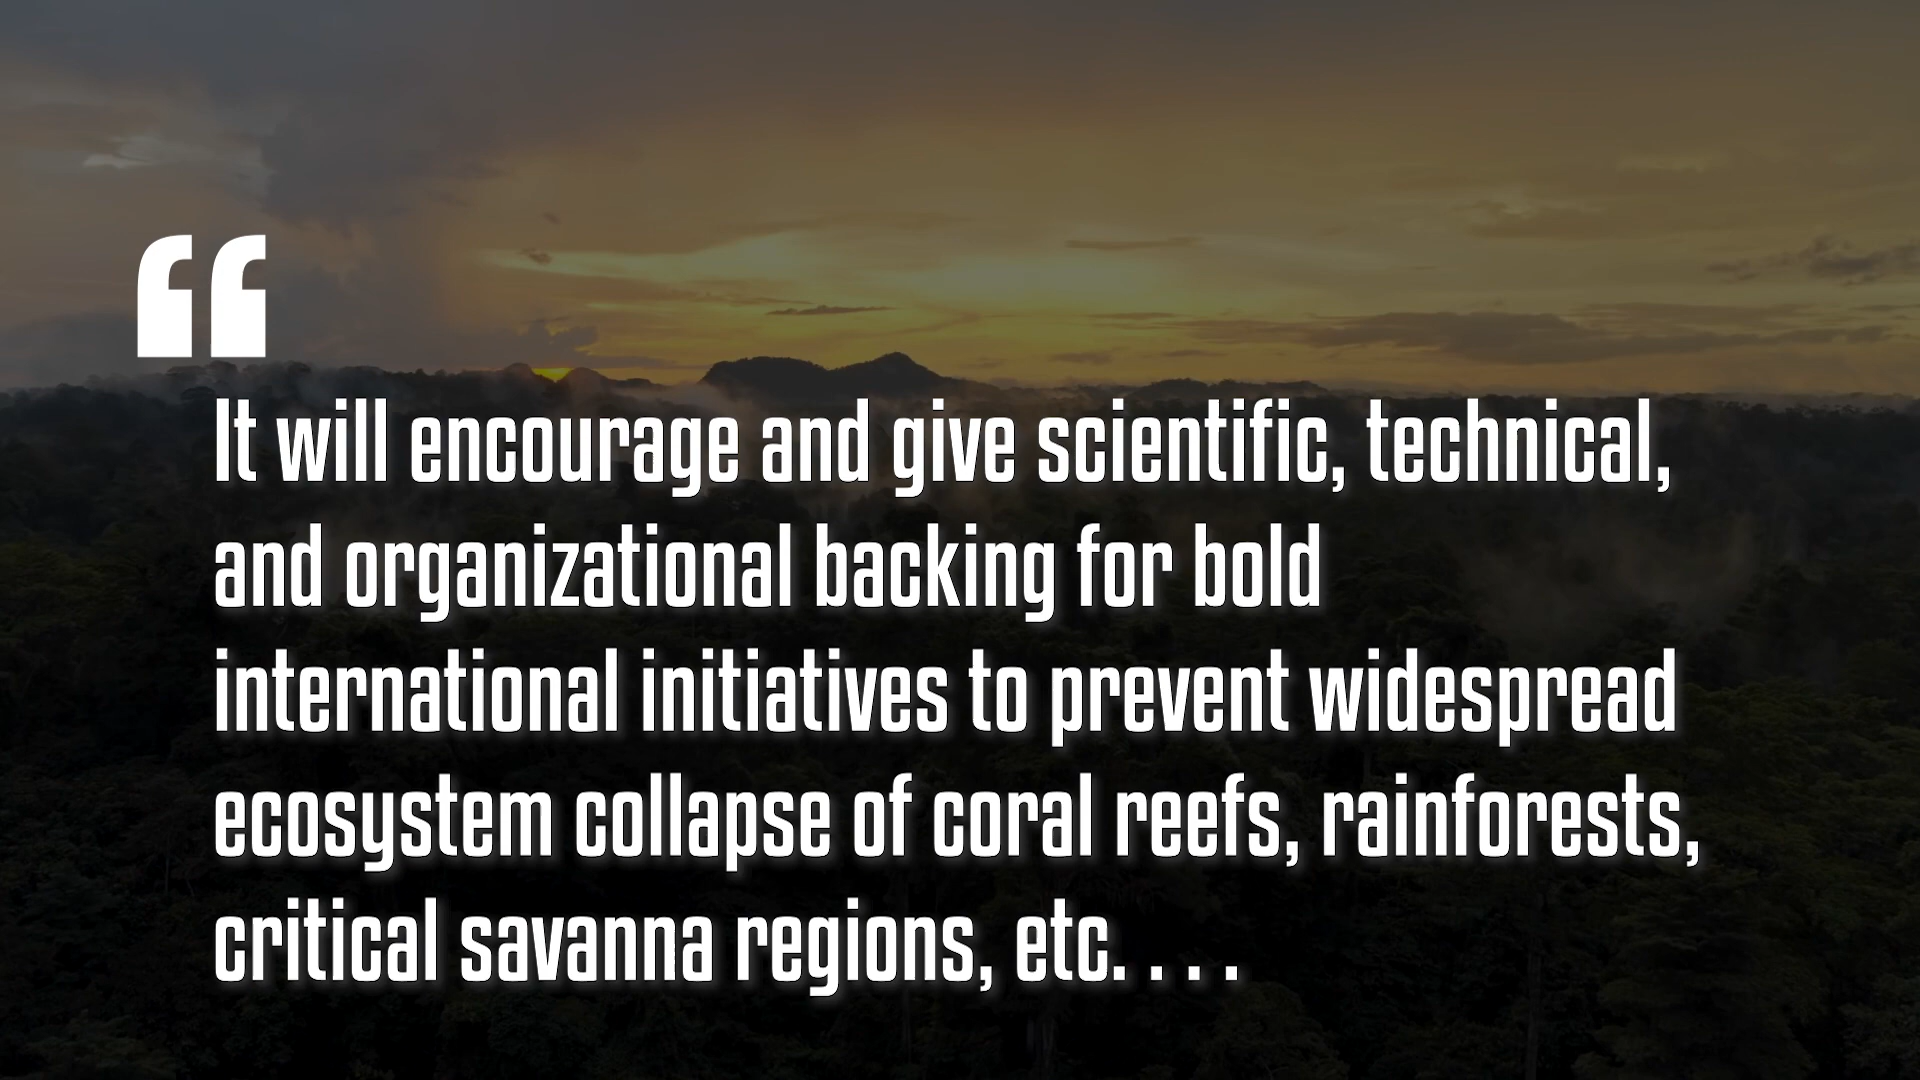 “
It will encourage and give scientific, technical,
and organizational backing for bold
international initiatives to prevent widespread
ecosystem collapse of coral reefs, rainforests,
critical savanna regions, etc. . . .